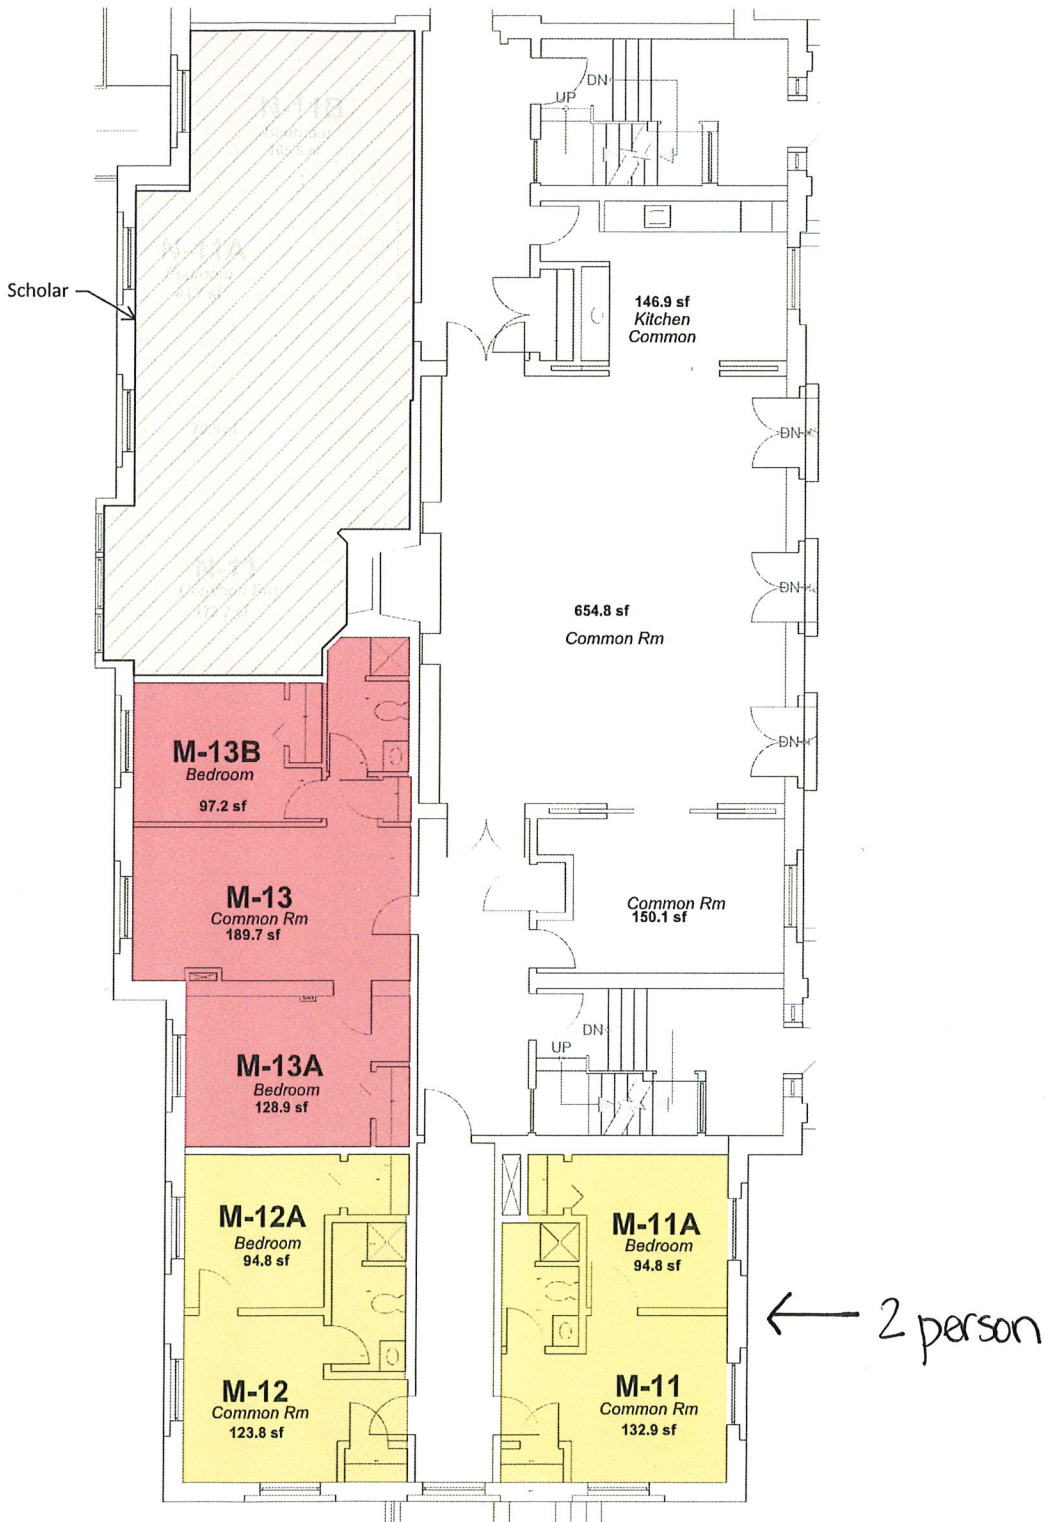 DN
UP
Scholar
146.9 sf
Kitchen
Common
DN
DN
654.8 sf
Common Rm
M-13B
Bedroom
97.2 sf
DN
M-13
Common Rm
189.7 sf
Common Rm
150.1 sf
M-13A
Bedroom
128.9 sf
DN
UP
M-12A
Bedroom
94.8 sf
M-11A
Bedroom
94.8 sf
2 person
M-12
Common Rm
123.8 sf
M-11
Common Rm
132.9 sf